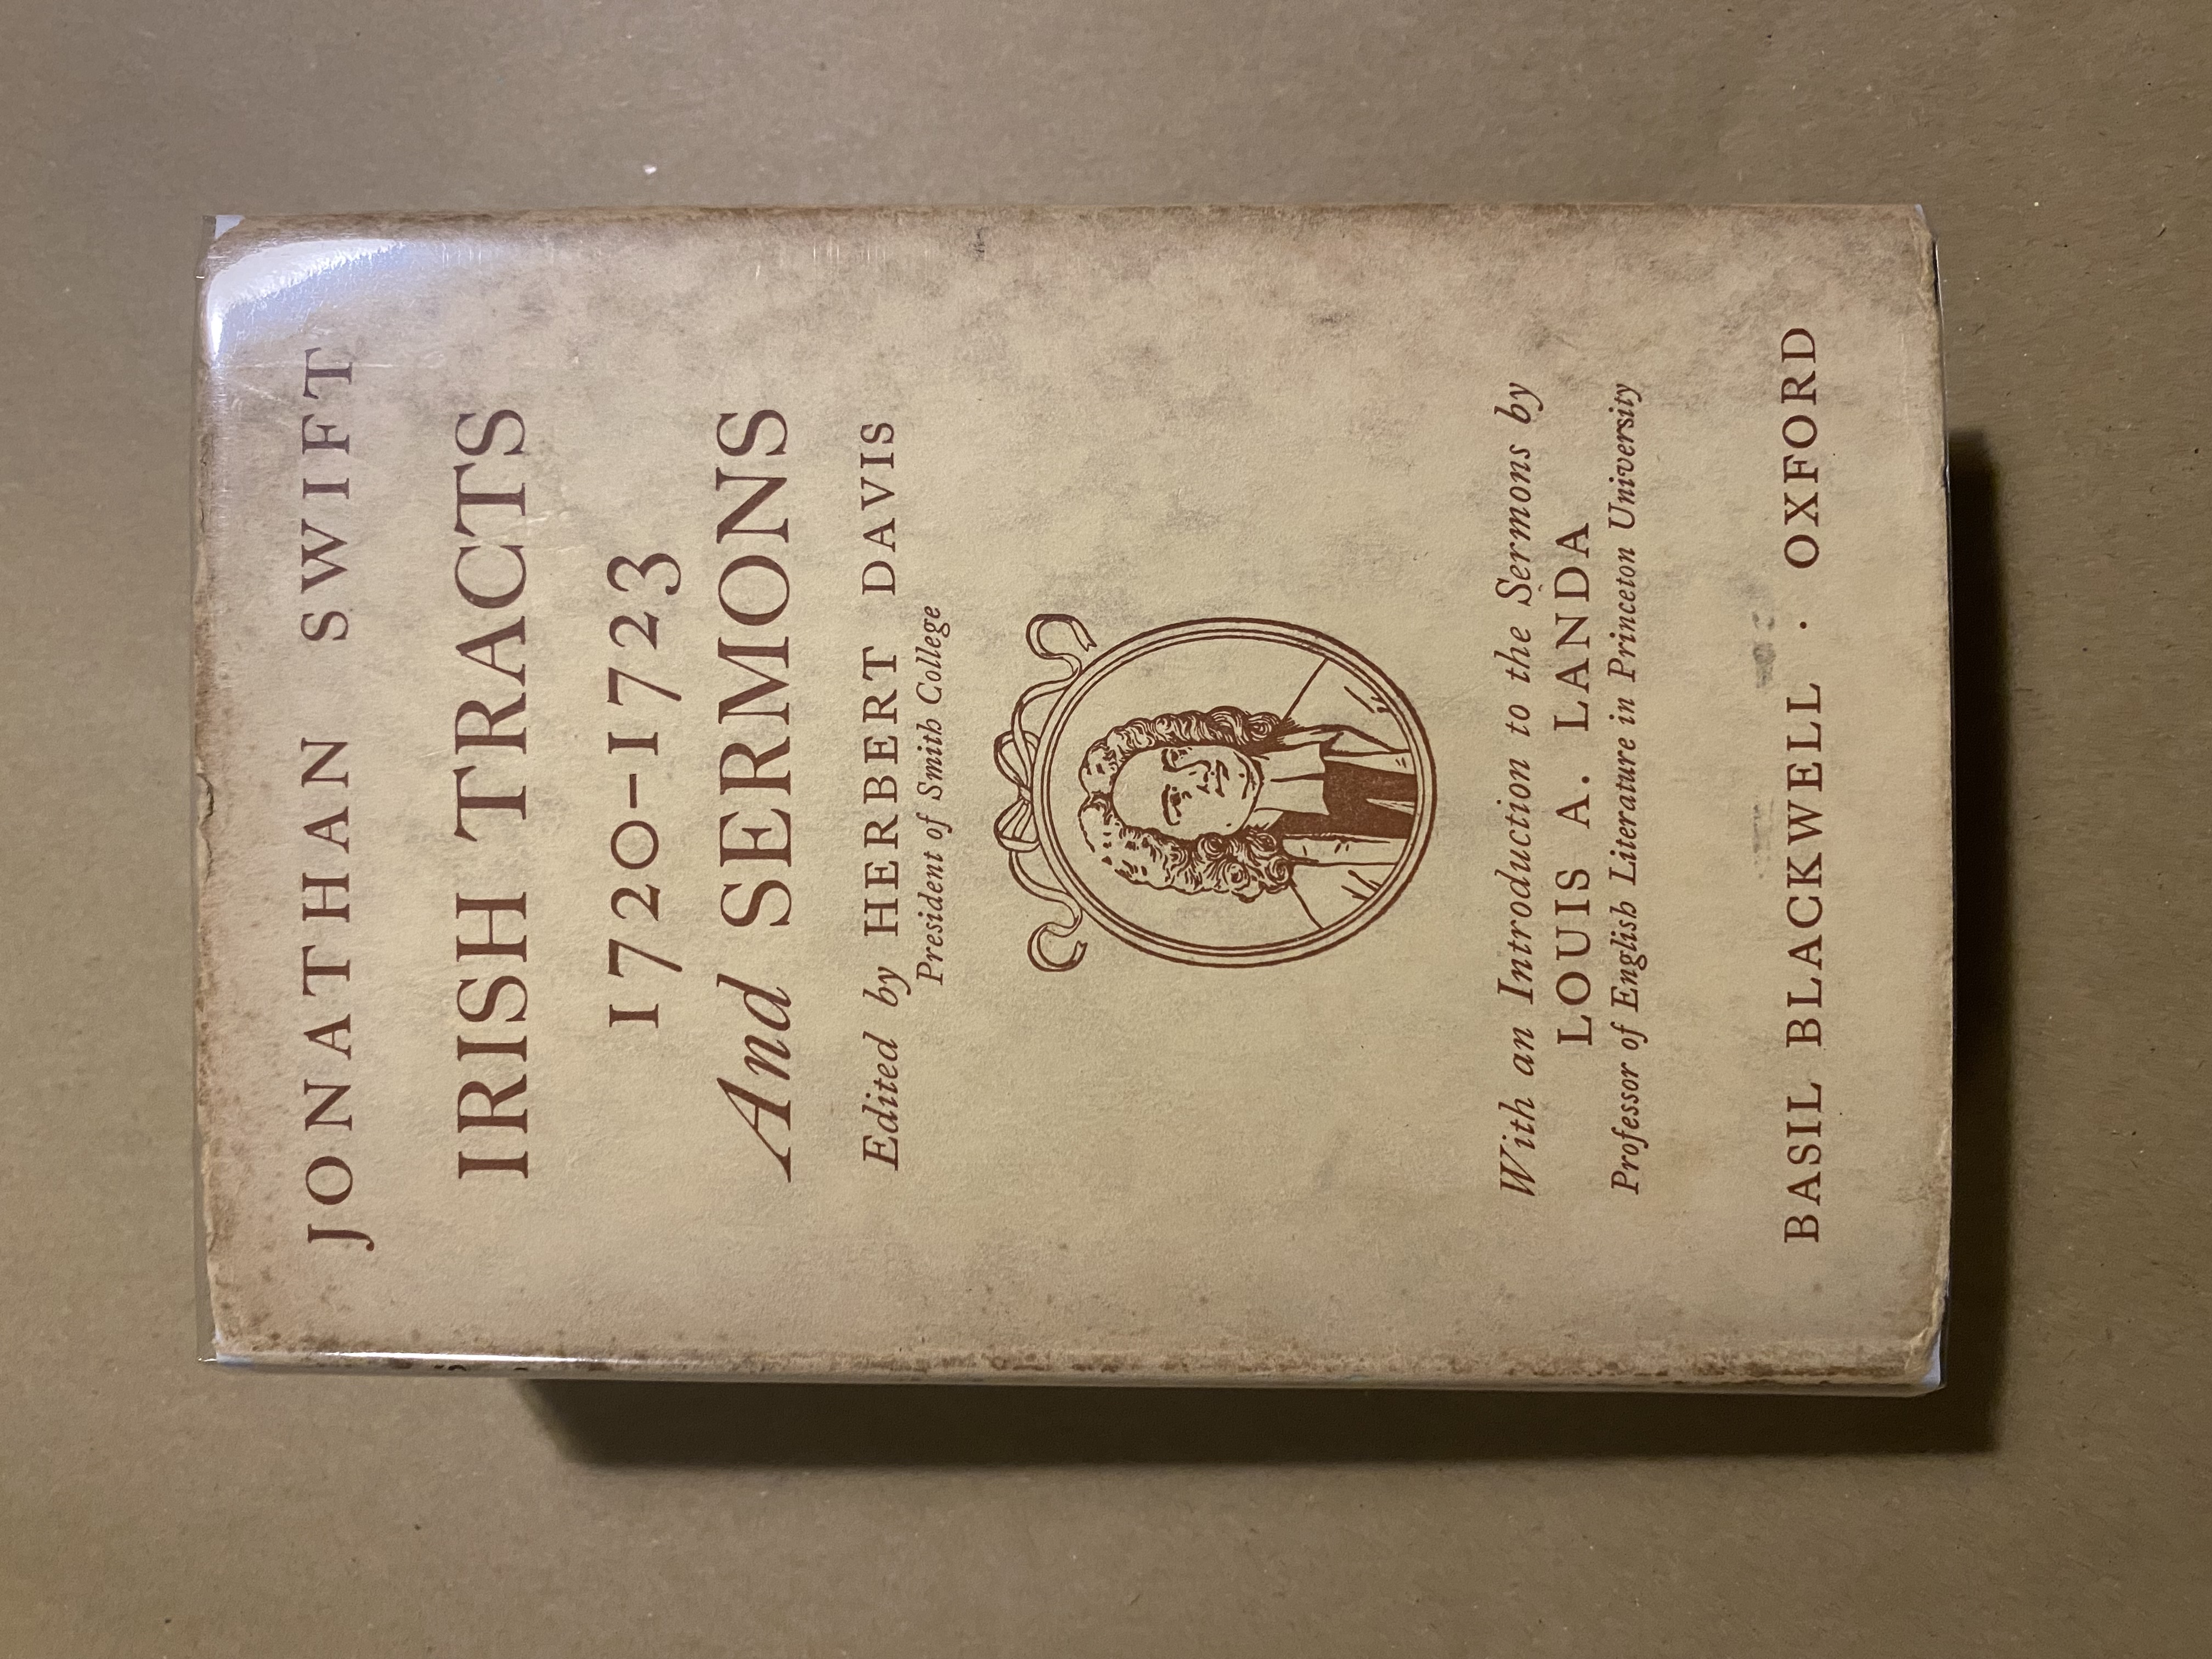 JONATHAN SWIFT
IRISH TRACTS
1720–1723
And SERMONS
Edited by HERBERT DAVIS
President of Smith College
With an Introduction to the Sermons by
LOUIS A. LANDA
Professor of English Literature in Princeton University
BASIL BLACKWELL · OXFORD